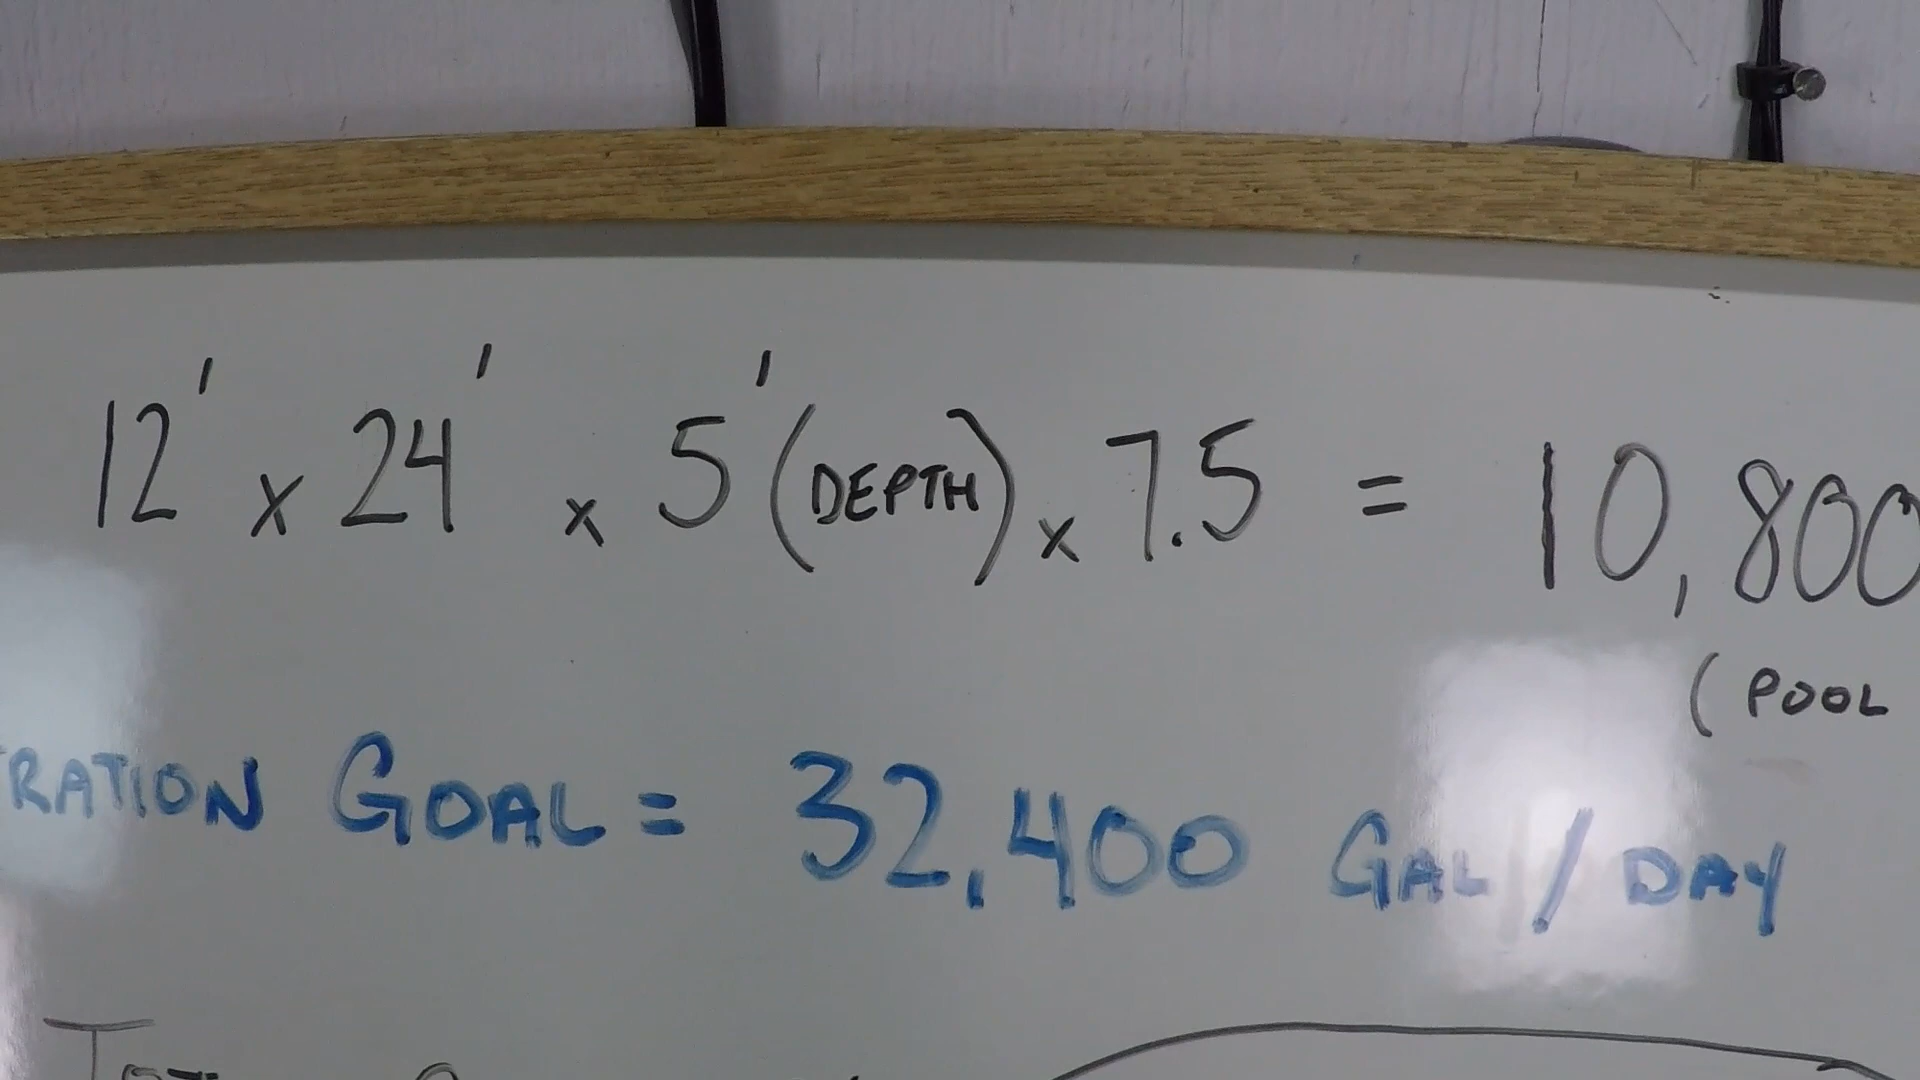 12' x 24' x 5' (DEPTH) x 7.5 = 10,800
(POOL
RATION GOAL = 32,400 GAL / DAY